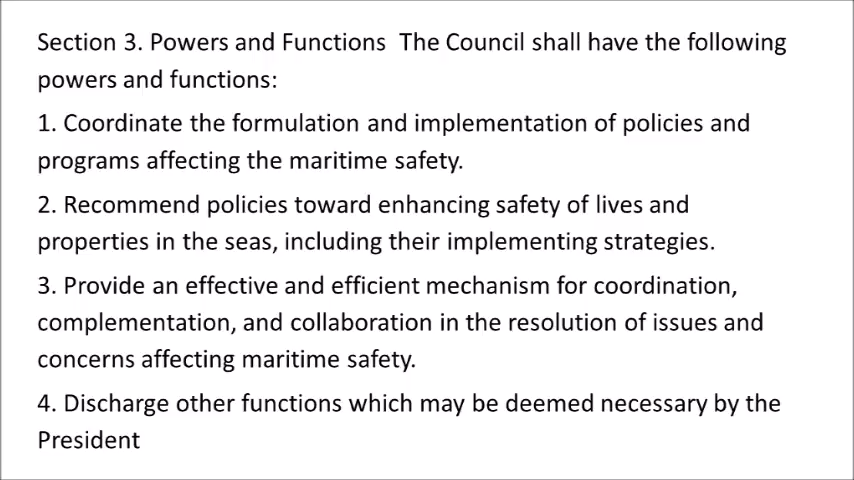 Section 3. Powers and Functions  The Council shall have the following
powers and functions:
1. Coordinate the formulation and implementation of policies and
programs affecting the maritime safety.
2. Recommend policies toward enhancing safety of lives and
properties in the seas, including their implementing strategies.
3. Provide an effective and efficient mechanism for coordination,
complementation, and collaboration in the resolution of issues and
concerns affecting maritime safety.
4. Discharge other functions which may be deemed necessary by the
President